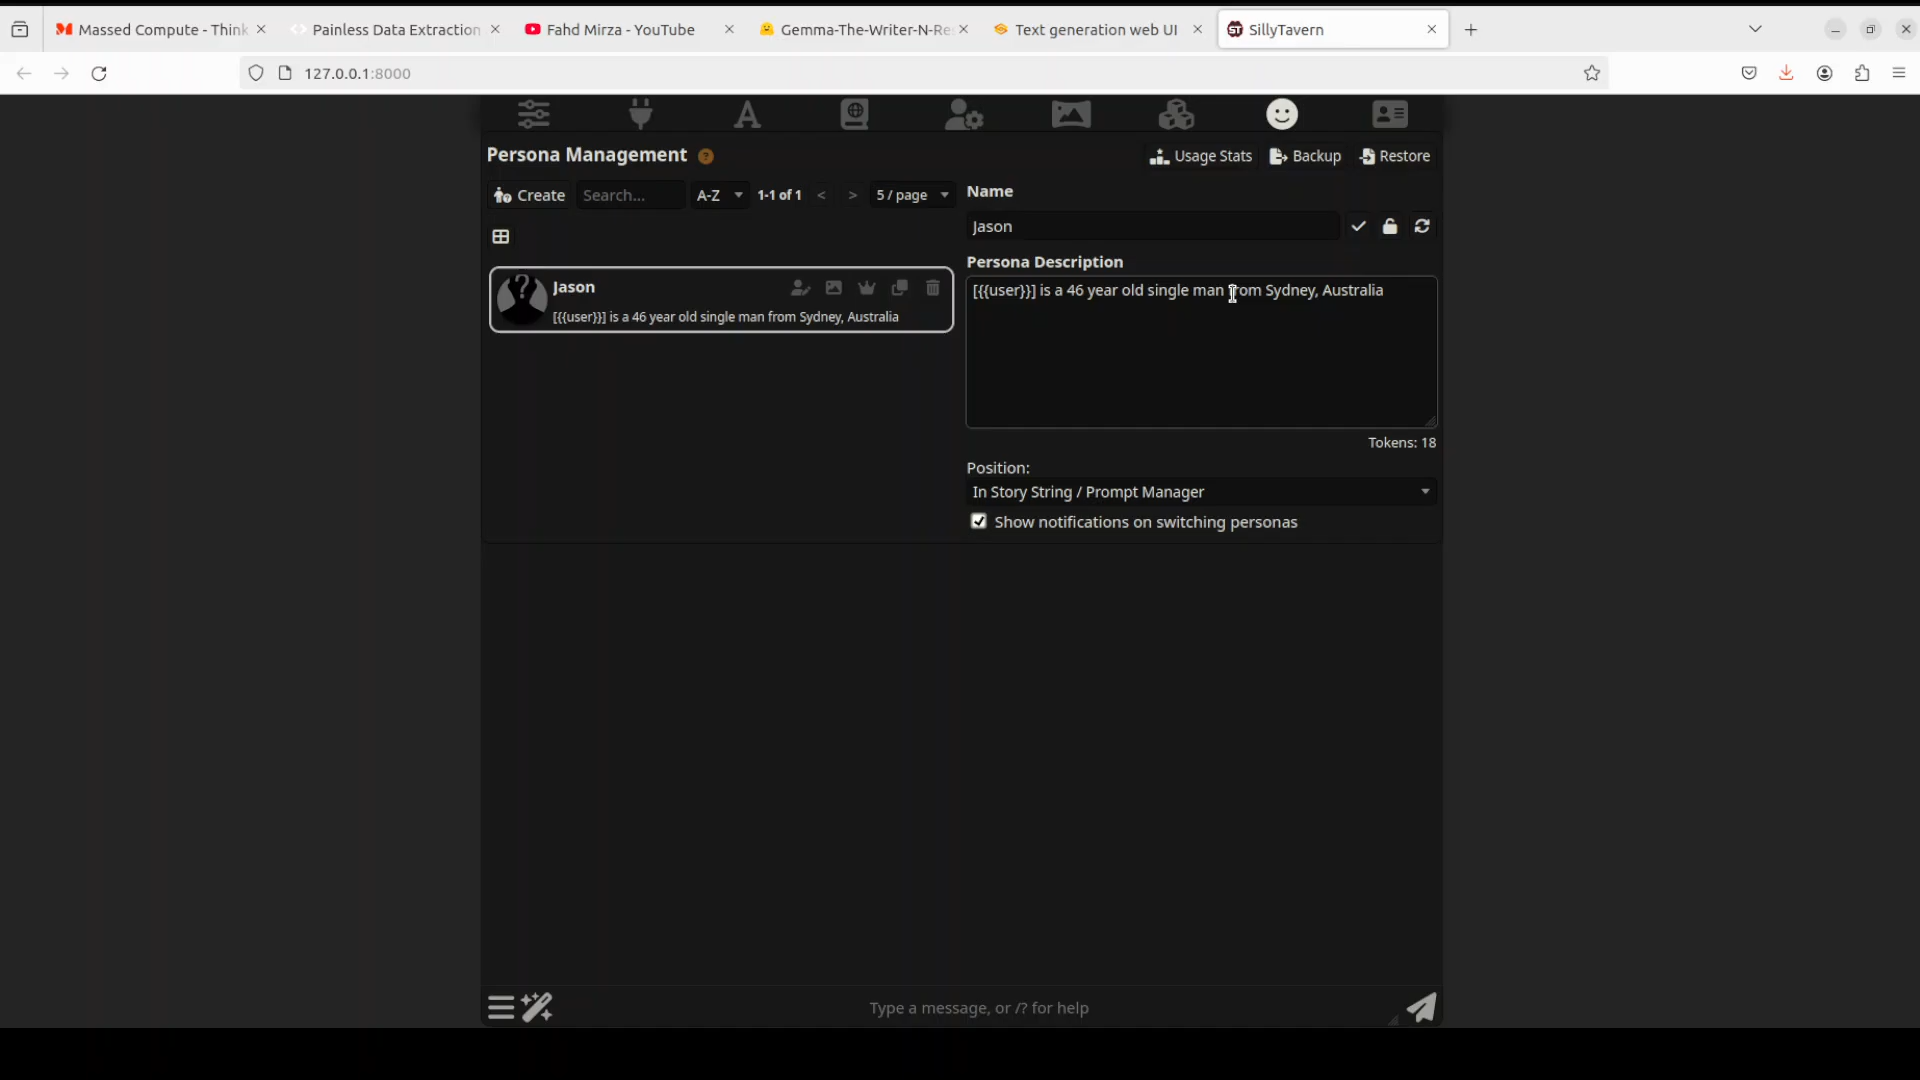 Massed Compute - Think
Painless Data Extraction
Fahd Mirza - YouTube
Gemma-The-Writer-N-Re
Text generation web UI
SillyTavern
127.0.0.1:8000
Persona Management ?
Usage Stats
Backup
Restore
Create
Search...
A-Z
1-1 of 1
<
>
5 / page
Jason
[{{user}}] is a 46 year old single man from Sydney, Australia
Name
Jason
Persona Description
[{{user}}] is a 46 year old single man from Sydney, Australia
Tokens: 18
Position:
In Story String / Prompt Manager
Show notifications on switching personas
Type a message, or /? for help